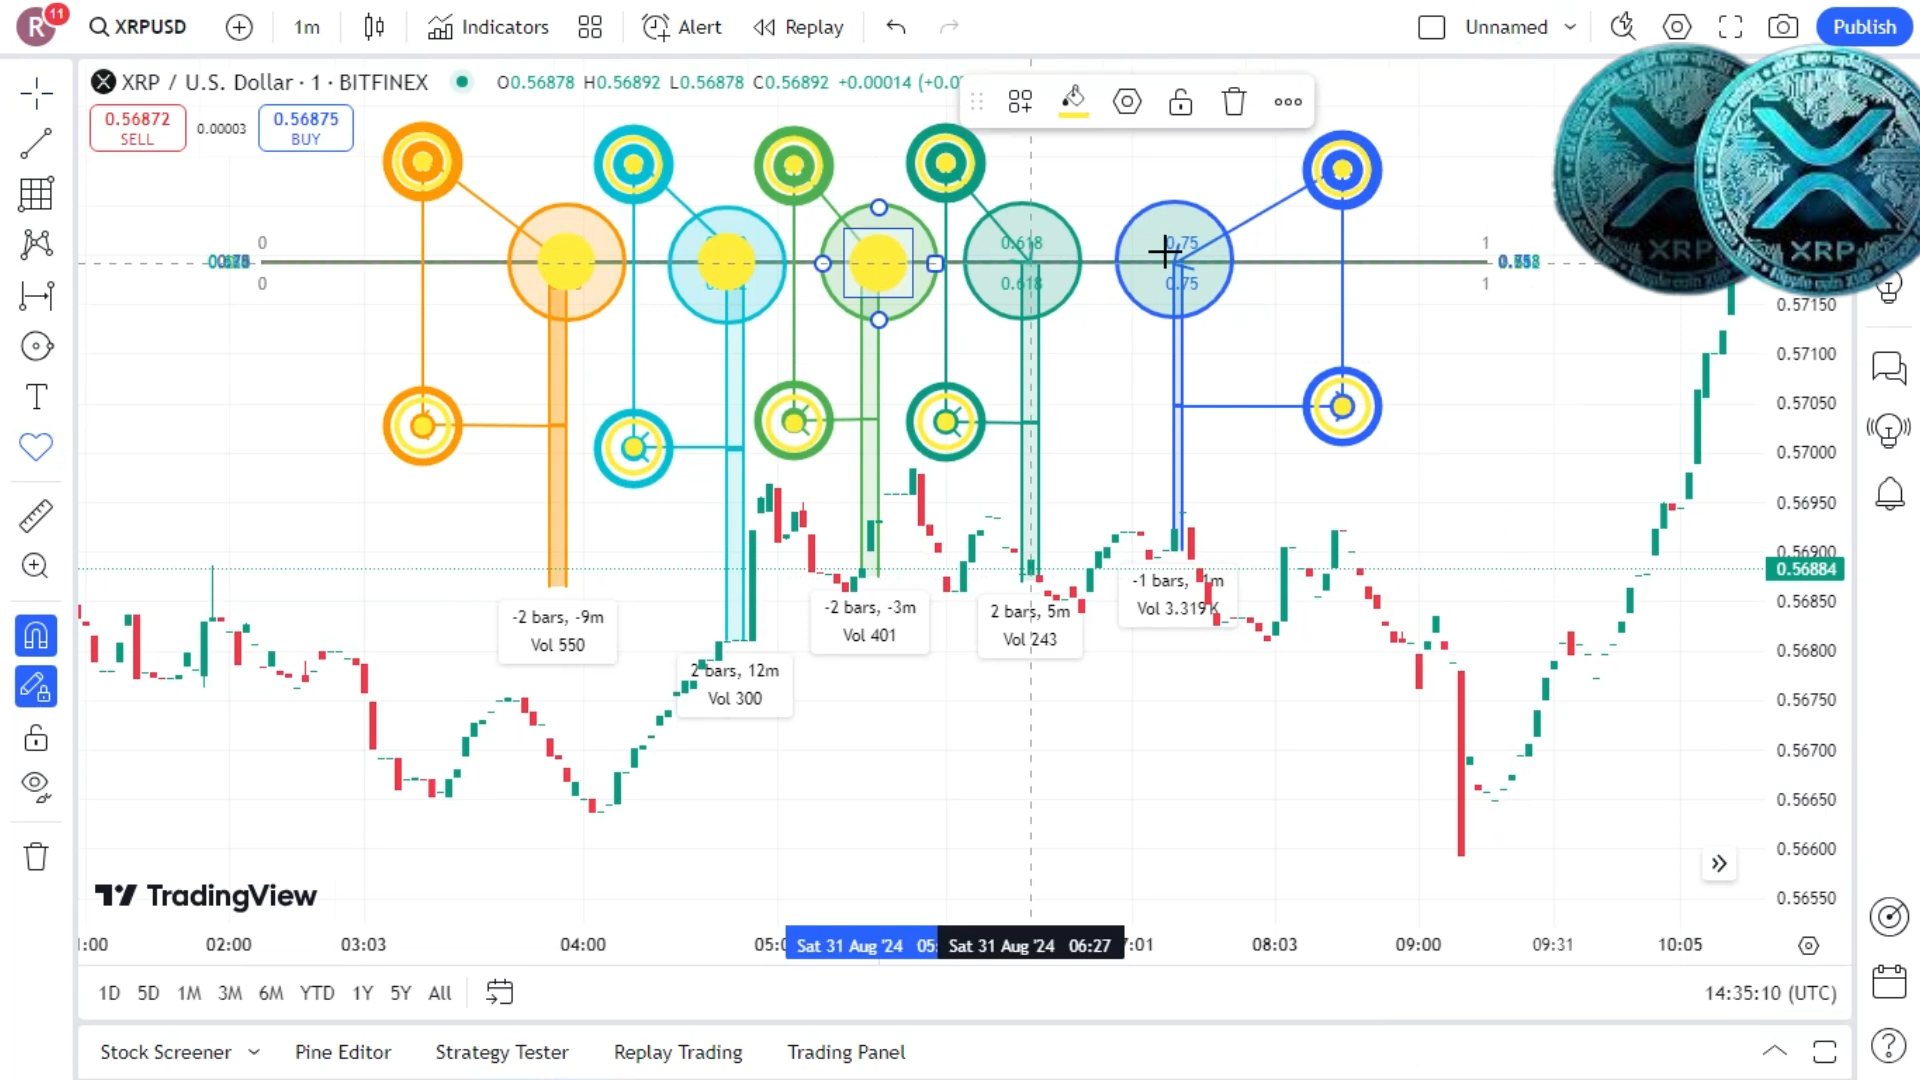 R 11 XRPUSD 1m Indicators Alert Replay Unnamed Publish
XRP / U.S. Dollar · 1 · BITFINEX O0.56878 H0.56892 L0.56878 C0.56892 +0.00014
0.56872 SELL 0.00003 0.56875 BUY
XRP XRP
0 0.618 0.75 1
0 0.618 0.75 1
0.57150
0.57100
0.57050
0.57000
0.56950
0.56900
0.56884
0.56850
0.56800
0.56750
0.56700
0.56650
0.56600
0.56550
-1 bars, -1m
Vol 3.319K
-2 bars, -3m
Vol 401
2 bars, 5m
Vol 243
-2 bars, -9m
Vol 550
2 bars, 12m
Vol 300
TradingView
02:00 03:03 04:00 Sat 31 Aug '24 Sat 31 Aug '24 06:27 08:03 09:00 09:31 10:05
1D 5D 1M 3M 6M YTD 1Y 5Y All 14:35:10 (UTC)
Stock Screener Pine Editor Strategy Tester Replay Trading Trading Panel